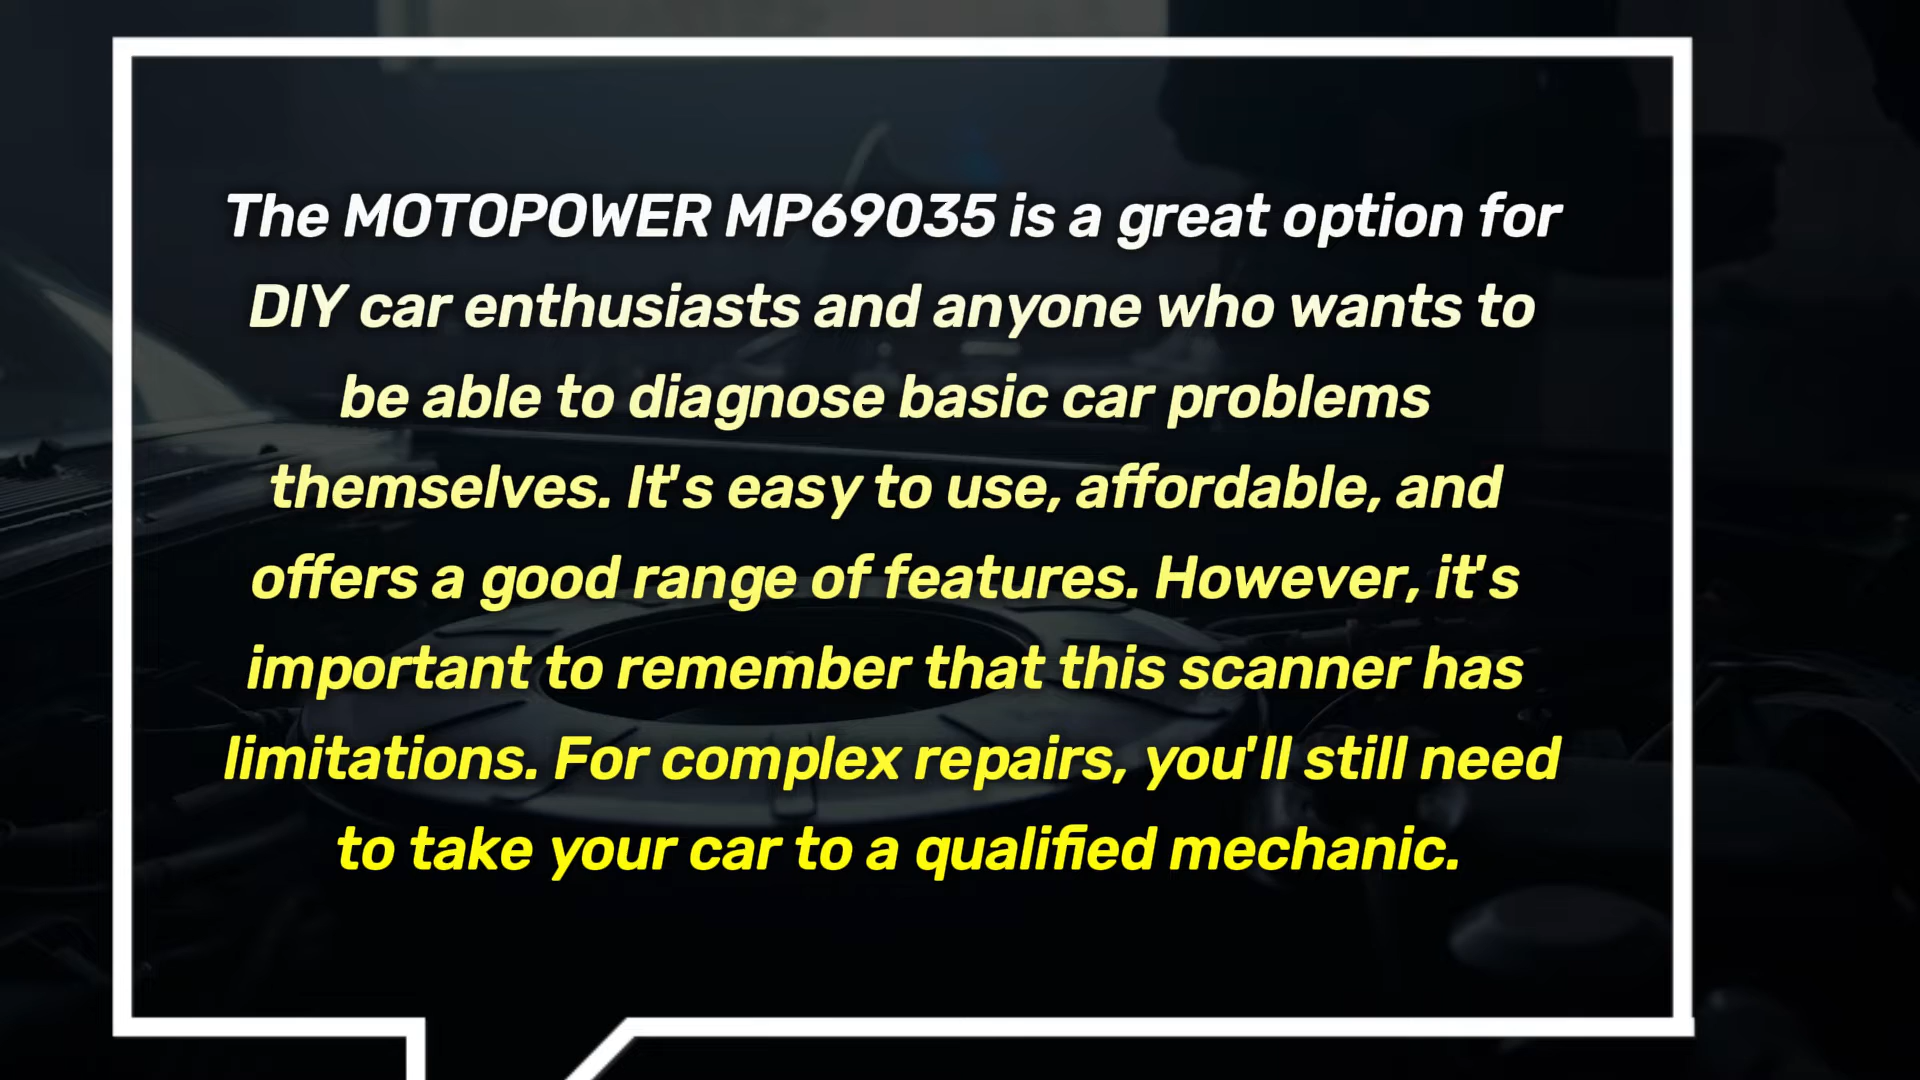 The MOTOPOWER MP69035 is a great option for
DIY car enthusiasts and anyone who wants to
be able to diagnose basic car problems
themselves. It's easy to use, affordable, and
offers a good range of features. However, it's
important to remember that this scanner has
limitations. For complex repairs, you'll still need
to take your car to a qualified mechanic.